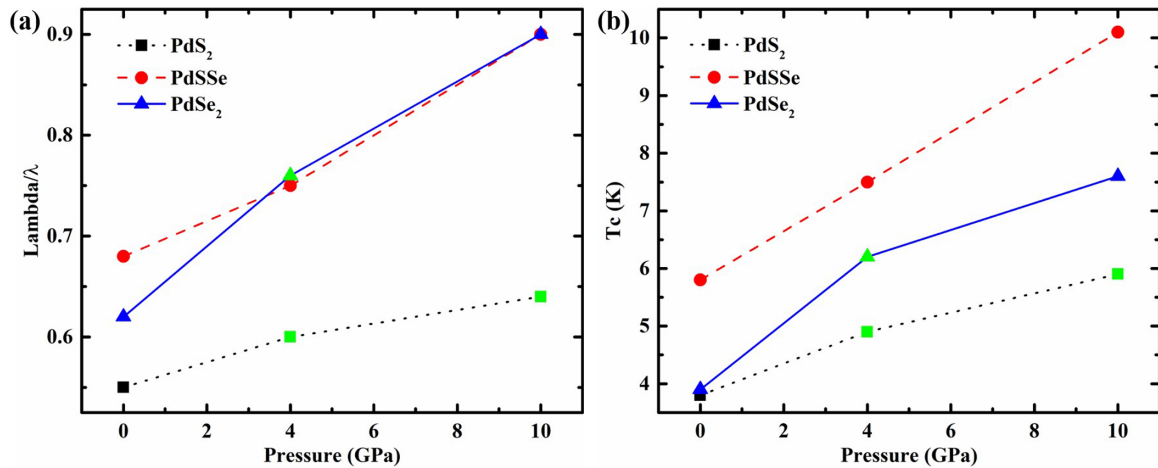 (a)
0.9
0.8
0.7
0.6
Lambda/λ
PdS₂
PdSSe
PdSe₂
0 2 4 6 8 10
Pressure (GPa)
(b)
10
9
8
7
6
5
4
Tc (K)
PdS₂
PdSSe
PdSe₂
0 2 4 6 8 10
Pressure (GPa)